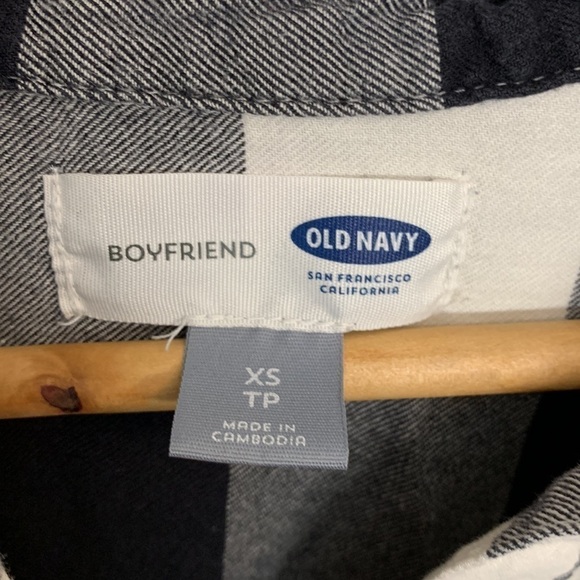 BOYFRIEND
OLD NAVY
SAN FRANCISCO
CALIFORNIA
XS
TP
MADE IN
CAMBODIA